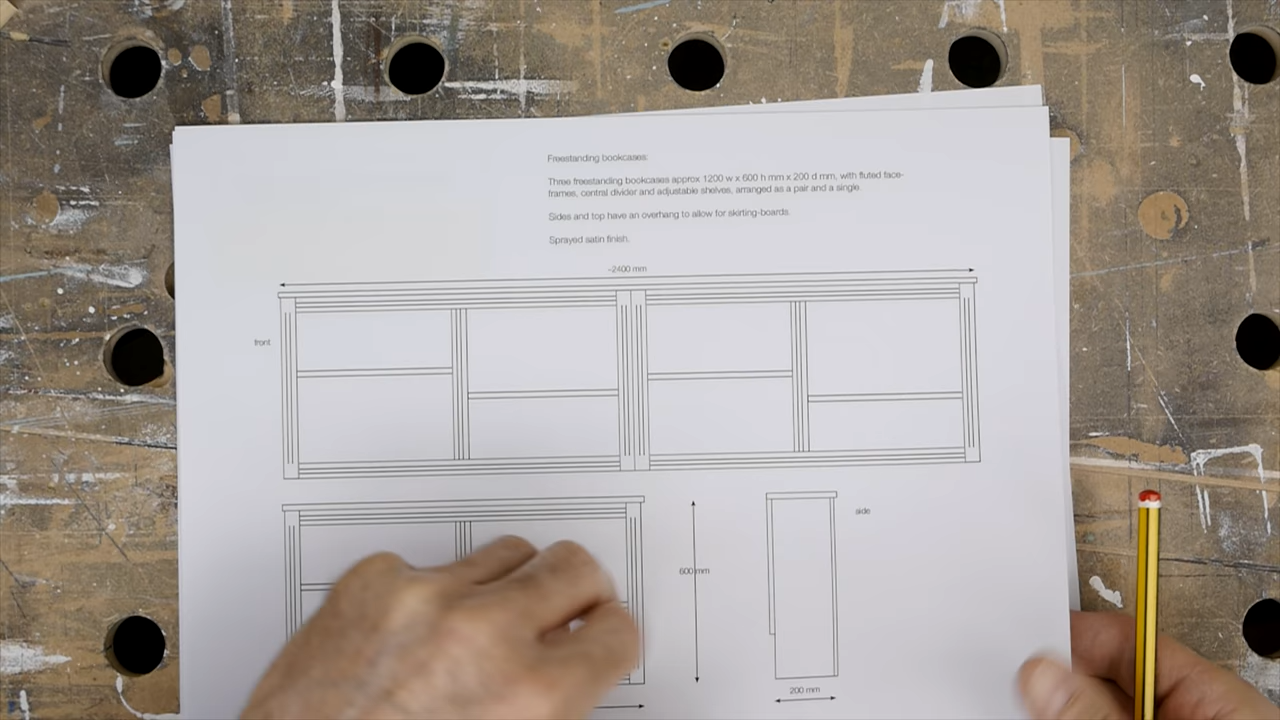 Freestanding bookcases:
Three freestanding bookcases approx 1200 w x 600 h mm x 200 d mm, with fluted face-
frames, central divider and adjustable shelves, arranged as a pair and a single.
Sides and top have an overhang to allow for skirting-boards
Sprayed satin finish.
~2400 mm
front
side
600 mm
200 mm